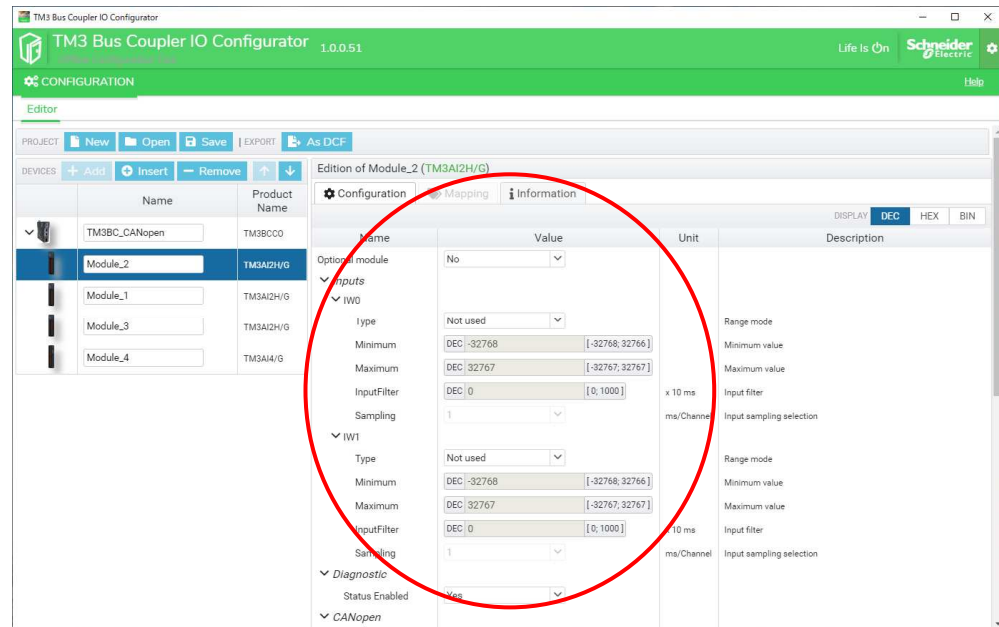 TM3 Bus Coupler IO Configurator
TM3 Bus Coupler IO Configurator 1.0.0.51 Life Is On Schneider Electric
CONFIGURATION Help
Editor
PROJECT New Open Save | EXPORT As DCF
DEVICES Add Insert Remove Edition of Module_2 (TM3AI2H/G)
Name Product Name Configuration Mapping Information
DISPLAY DEC HEX BIN
TM3BC_CANopen TM3BCCO Name Value Unit Description
Module_2 TM3AI2H/G Optional module No
Inputs
Module_1 TM3AI2H/G IW0
Module_3 TM3AI2H/G Type Not used Range mode
Minimum DEC -32768 [ -32768; 32766 ] Minimum value
Module_4 TM3AI4/G Maximum DEC 32767 [ -32767; 32767 ] Maximum value
InputFilter DEC 0 [ 0; 1000 ] x 10 ms Input filter
Sampling 1 ms/Channel Input sampling selection
IW1
Type Not used Range mode
Minimum DEC -32768 [ -32768; 32766 ] Minimum value
Maximum DEC 32767 [ -32767; 32767 ] Maximum value
InputFilter DEC 0 [ 0; 1000 ] x 10 ms Input filter
Sampling 1 ms/Channel Input sampling selection
Diagnostic
Status Enabled Yes
CANopen